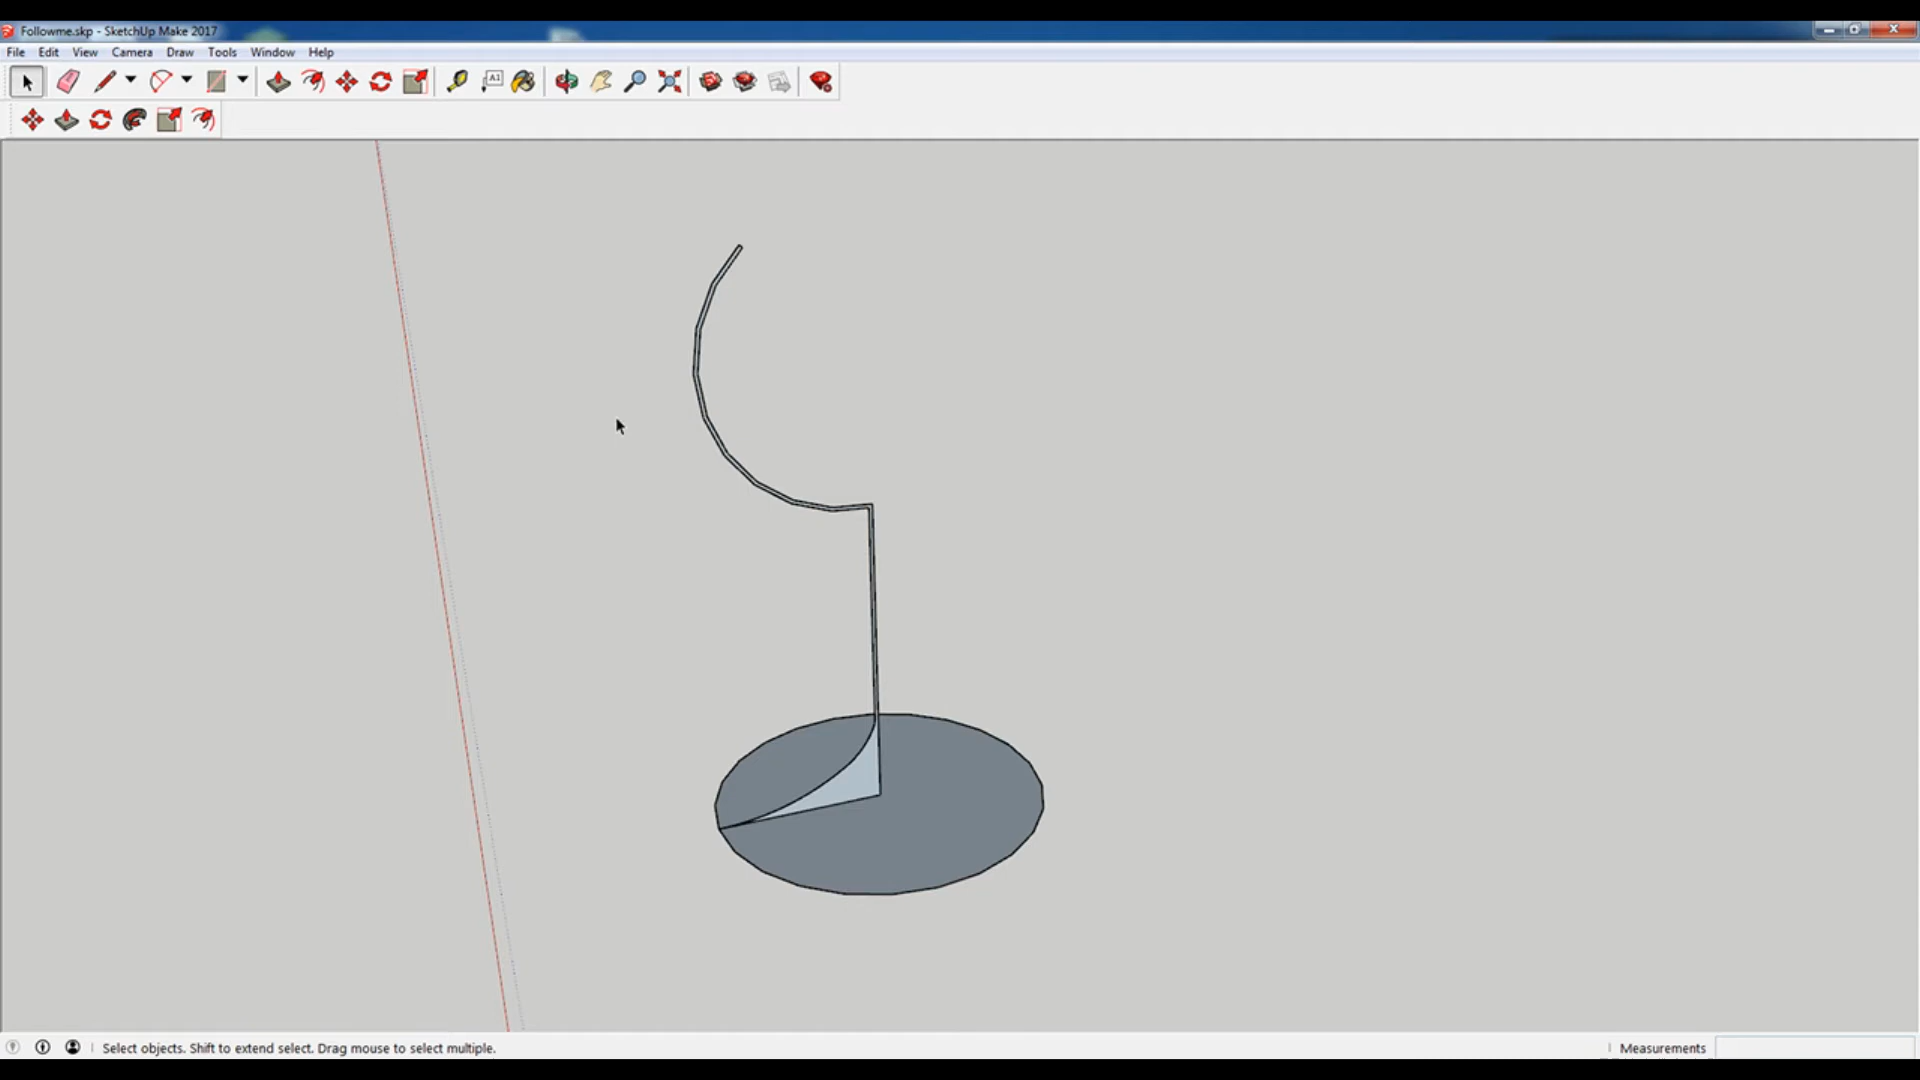 Followme.skp - SketchUp Make 2017
File Edit View Camera Draw Tools Window Help
A1
Select objects. Shift to extend select. Drag mouse to select multiple.
Measurements